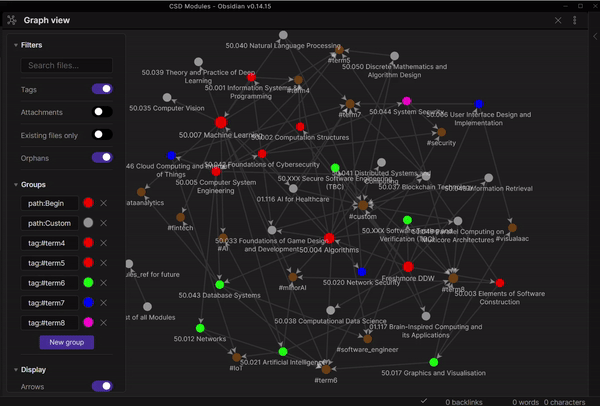 CSD Modules - Obsidian v0.14.15
Graph view
Filters
Search files...
Tags
Attachments
Existing files only
Orphans
Groups
path:Begin
path:Custom
tag:#term4
tag:#term5
tag:#term6
tag:#term7
tag:#term8
New group
Display
Arrows
50.040 Natural Language Processing
#term5
50.050 Discrete Mathematics and
Algorithm Design
50.039 Theory and Practice of Deep
Learning
50.001 Information Systems &
Programming
#term4
50.035 Computer Vision
#term7
50.044 System Security
50.006 User Interface Design and
Implementation
50.007 Machine Learning
50.002 Computation Structures
#security
50.042 Foundations of Cybersecurity
46 Cloud Computing and Internet
of Things
50.041 Distributed Systems and
50.XXX Secure Software Engineering
(TBC)
50.005 Computer System
Engineering
50.037 Blockchain Technology
Information Retrieval
01.116 AI for Healthcare
ataanalytics
#custom
#fintech
50.XXX Software Testing and
Verification (TBC)
Parallel Computing on
Multicore Architectures
#visualaac
#AI
50.033 Foundations of Game Design
and Development
50.004 Algorithms
s_ref for future
#minorAI
50.020 Network Security
Freshmore DDW
#term8
50.003 Elements of Software
Construction
50.043 Database Systems
st of all Modules
50.038 Computational Data Science
01.117 Brain-Inspired Computing and
its Applications
50.012 Networks
#software_engineer
#IoT
50.021 Artificial Intelligence
#term6
50.017 Graphics and Visualisation
0 backlinks
0 words
0 characters